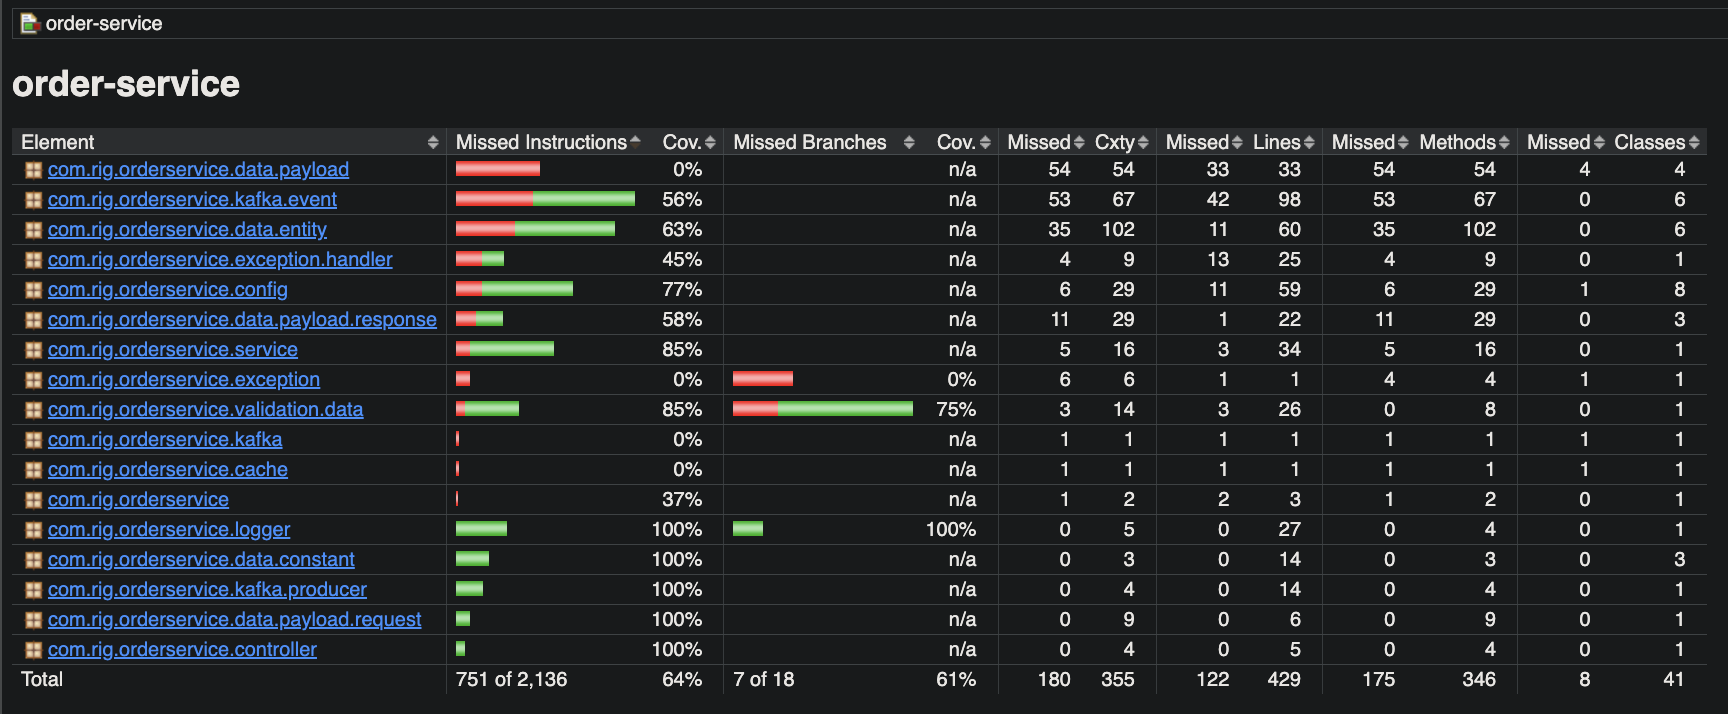 order-service
order-service
Element Missed Instructions Cov. Missed Branches Cov. Missed Cxty Missed Lines Missed Methods Missed Classes
com.rig.orderservice.data.payload 0% n/a 54 54 33 33 54 54 4 4
com.rig.orderservice.kafka.event 56% n/a 53 67 42 98 53 67 0 6
com.rig.orderservice.data.entity 63% n/a 35 102 11 60 35 102 0 6
com.rig.orderservice.exception.handler 45% n/a 4 9 13 25 4 9 0 1
com.rig.orderservice.config 77% n/a 6 29 11 59 6 29 1 8
com.rig.orderservice.data.payload.response 58% n/a 11 29 1 22 11 29 0 3
com.rig.orderservice.service 85% n/a 5 16 3 34 5 16 0 1
com.rig.orderservice.exception 0% 0% 6 6 1 1 4 4 1 1
com.rig.orderservice.validation.data 85% 75% 3 14 3 26 0 8 0 1
com.rig.orderservice.kafka 0% n/a 1 1 1 1 1 1 1 1
com.rig.orderservice.cache 0% n/a 1 1 1 1 1 1 1 1
com.rig.orderservice 37% n/a 1 2 2 3 1 2 0 1
com.rig.orderservice.logger 100% 100% 0 5 0 27 0 4 0 1
com.rig.orderservice.data.constant 100% n/a 0 3 0 14 0 3 0 3
com.rig.orderservice.kafka.producer 100% n/a 0 4 0 14 0 4 0 1
com.rig.orderservice.data.payload.request 100% n/a 0 9 0 6 0 9 0 1
com.rig.orderservice.controller 100% n/a 0 4 0 5 0 4 0 1
Total 751 of 2,136 64% 7 of 18 61% 180 355 122 429 175 346 8 41